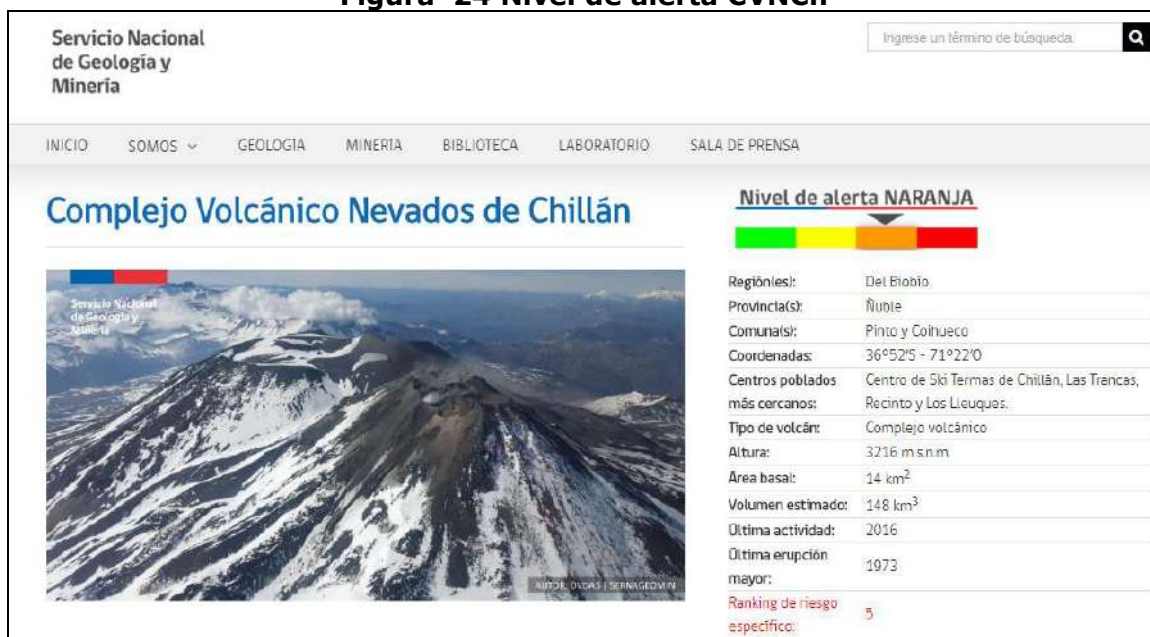 Figura 24 Nivel de alerta CVNCh
Servicio Nacional
de Geología y
Minería
Ingrese un término de búsqueda.
INICIO SOMOS GEOLOGIA MINERIA BIBLIOTECA LABORATORIO SALA DE PRENSA
Complejo Volcánico Nevados de Chillán
Servicio Nacional
de Geología y
Minería
AUTOR: OVDAS | SERNAGEOMIN
Nivel de alerta NARANJA
Región(es): Del Biobío
Provincia(s): Ñuble
Comuna(s): Pinto y Coihueco
Coordenadas: 36°52'S - 71°22'O
Centros poblados más cercanos: Centro de Ski Termas de Chillán, Las Trancas,
Recinto y Los Lleuques.
Tipo de volcán: Complejo volcánico
Altura: 3216 m s.n.m
Área basal: 14 km²
Volumen estimado: 148 km³
Última actividad: 2016
Última erupción
mayor: 1973
Ranking de riesgo
específico: 5